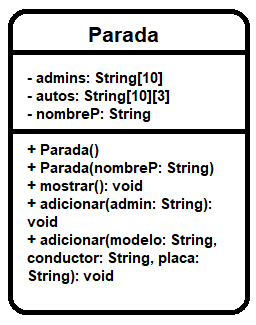 Parada
- admins: String[10]
- autos: String[10][3]
- nombreP: String
+ Parada()
+ Parada(nombreP: String)
+ mostrar(): void
+ adicionar(admin: String):
void
+ adicionar(modelo: String,
conductor: String, placa:
String): void